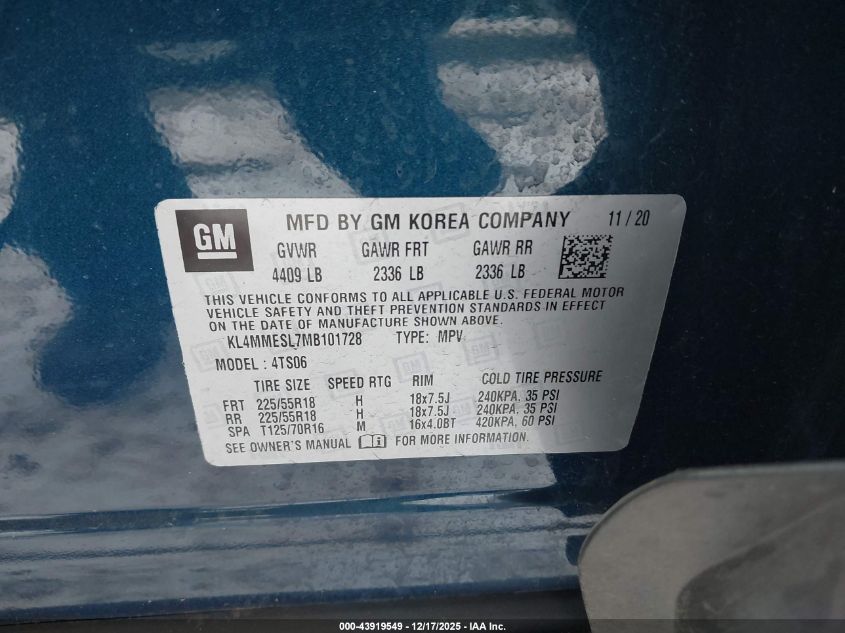 GM
MFD BY GM KOREA COMPANY 11/20
GVWR GAWR FRT GAWR RR
4409 LB 2336 LB 2336 LB
THIS VEHICLE CONFORMS TO ALL APPLICABLE U.S. FEDERAL MOTOR
VEHICLE SAFETY AND THEFT PREVENTION STANDARDS IN EFFECT
ON THE DATE OF MANUFACTURE SHOWN ABOVE.
KL4MMESL7MB101728 TYPE: MPV
MODEL : 4TS06
TIRE SIZE SPEED RTG RIM COLD TIRE PRESSURE
FRT 225/55R18 H 18x7.5J 240KPA, 35 PSI
RR 225/55R18 H 18x7.5J 240KPA, 35 PSI
SPA T125/70R16 M 16x4.0BT 420KPA, 60 PSI
SEE OWNER'S MANUAL FOR MORE INFORMATION.
000-43919549 - 12/17/2025 - IAA Inc.